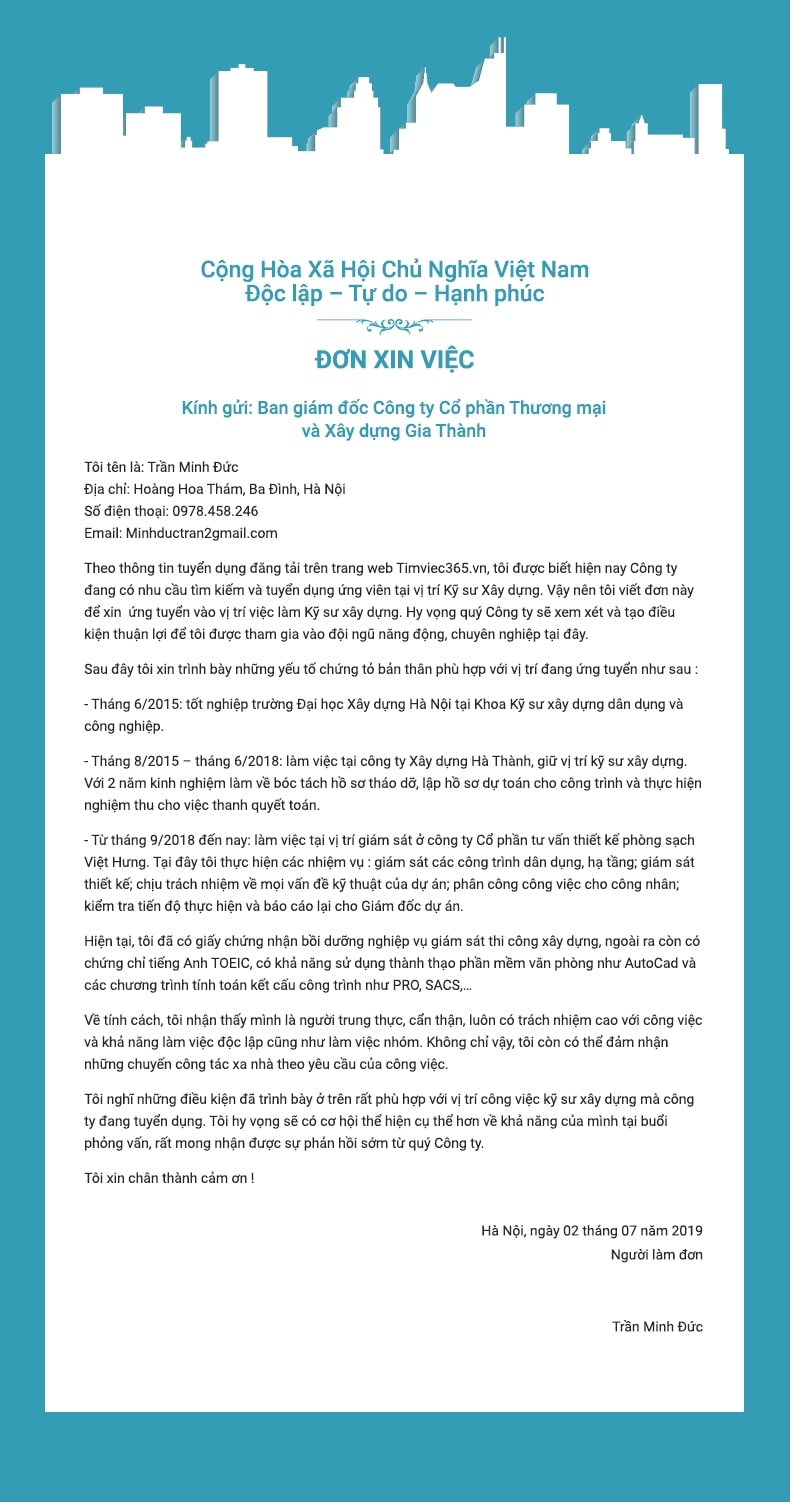 Cộng Hòa Xã Hội Chủ Nghĩa Việt Nam
Độc lập – Tự do – Hạnh phúc
ĐƠN XIN VIỆC
Kính gửi: Ban giám đốc Công ty Cổ phần Thương mại
và Xây dựng Gia Thành
Tôi tên là: Trần Minh Đức
Địa chỉ: Hoàng Hoa Thám, Ba Đình, Hà Nội
Số điện thoại: 0978.458.246
Email: Minhductran2gmail.com
Theo thông tin tuyển dụng đăng tải trên trang web Timviec365.vn, tôi được biết hiện nay Công ty
đang có nhu cầu tìm kiếm và tuyển dụng ứng viên tại vị trí Kỹ sư Xây dựng. Vậy nên tôi viết đơn này
để xin  ứng tuyển vào vị trí việc làm Kỹ sư xây dựng. Hy vọng quý Công ty sẽ xem xét và tạo điều
kiện thuận lợi để tôi được tham gia vào đội ngũ năng động, chuyên nghiệp tại đây.
Sau đây tôi xin trình bày những yếu tố chứng tỏ bản thân phù hợp với vị trí đang ứng tuyển như sau :
- Tháng 6/2015: tốt nghiệp trường Đại học Xây dựng Hà Nội tại Khoa Kỹ sư xây dựng dân dụng và
công nghiệp.
- Tháng 8/2015 – tháng 6/2018: làm việc tại công ty Xây dựng Hà Thành, giữ vị trí kỹ sư xây dựng.
Với 2 năm kinh nghiệm làm về bóc tách hồ sơ tháo dỡ, lập hồ sơ dự toán cho công trình và thực hiện
nghiệm thu cho việc thanh quyết toán.
- Từ tháng 9/2018 đến nay: làm việc tại vị trí giám sát ở công ty Cổ phần tư vấn thiết kế phòng sạch
Việt Hưng. Tại đây tôi thực hiện các nhiệm vụ : giám sát các công trình dân dụng, hạ tầng; giám sát
thiết kế; chịu trách nhiệm về mọi vấn đề kỹ thuật của dự án; phân công công việc cho công nhân;
kiểm tra tiến độ thực hiện và báo cáo lại cho Giám đốc dự án.
Hiện tại, tôi đã có giấy chứng nhận bồi dưỡng nghiệp vụ giám sát thi công xây dựng, ngoài ra còn có
chứng chỉ tiếng Anh TOEIC, có khả năng sử dụng thành thạo phần mềm văn phòng như AutoCad và
các chương trình tính toán kết cấu công trình như PRO, SACS,...
Về tính cách, tôi nhận thấy mình là người trung thực, cẩn thận, luôn có trách nhiệm cao với công việc
và khả năng làm việc độc lập cũng như làm việc nhóm. Không chỉ vậy, tôi còn có thể đảm nhận
những chuyến công tác xa nhà theo yêu cầu của công việc.
Tôi nghĩ những điều kiện đã trình bày ở trên rất phù hợp với vị trí công việc kỹ sư xây dựng mà công
ty đang tuyển dụng. Tôi hy vọng sẽ có cơ hội thể hiện cụ thể hơn về khả năng của mình tại buổi
phỏng vấn, rất mong nhận được sự phản hồi sớm từ quý Công ty.
Tôi xin chân thành cảm ơn !
Hà Nội, ngày 02 tháng 07 năm 2019
Người làm đơn
Trần Minh Đức